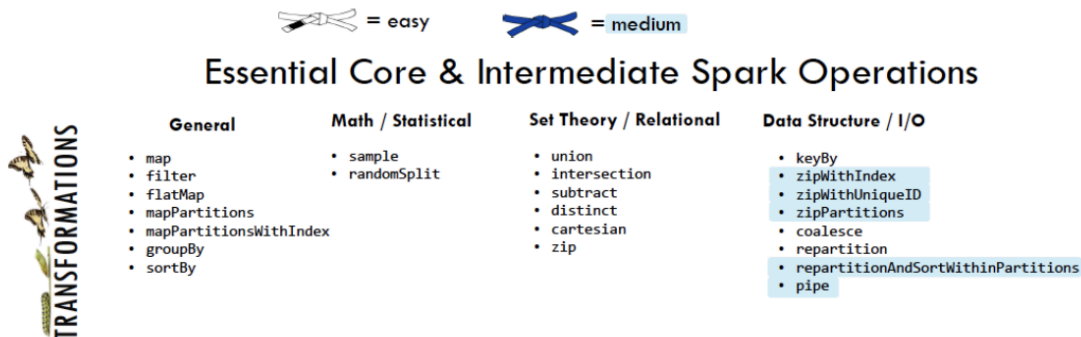 = easy
= medium
Essential Core & Intermediate Spark Operations
TRANSFORMATIONS
General
• map
• filter
• flatMap
• mapPartitions
• mapPartitionsWithIndex
• groupBy
• sortBy
Math / Statistical
• sample
• randomSplit
Set Theory / Relational
• union
• intersection
• subtract
• distinct
• cartesian
• zip
Data Structure / I/O
• keyBy
• zipWithIndex
• zipWithUniqueID
• zipPartitions
• coalesce
• repartition
• repartitionAndSortWithinPartitions
• pipe